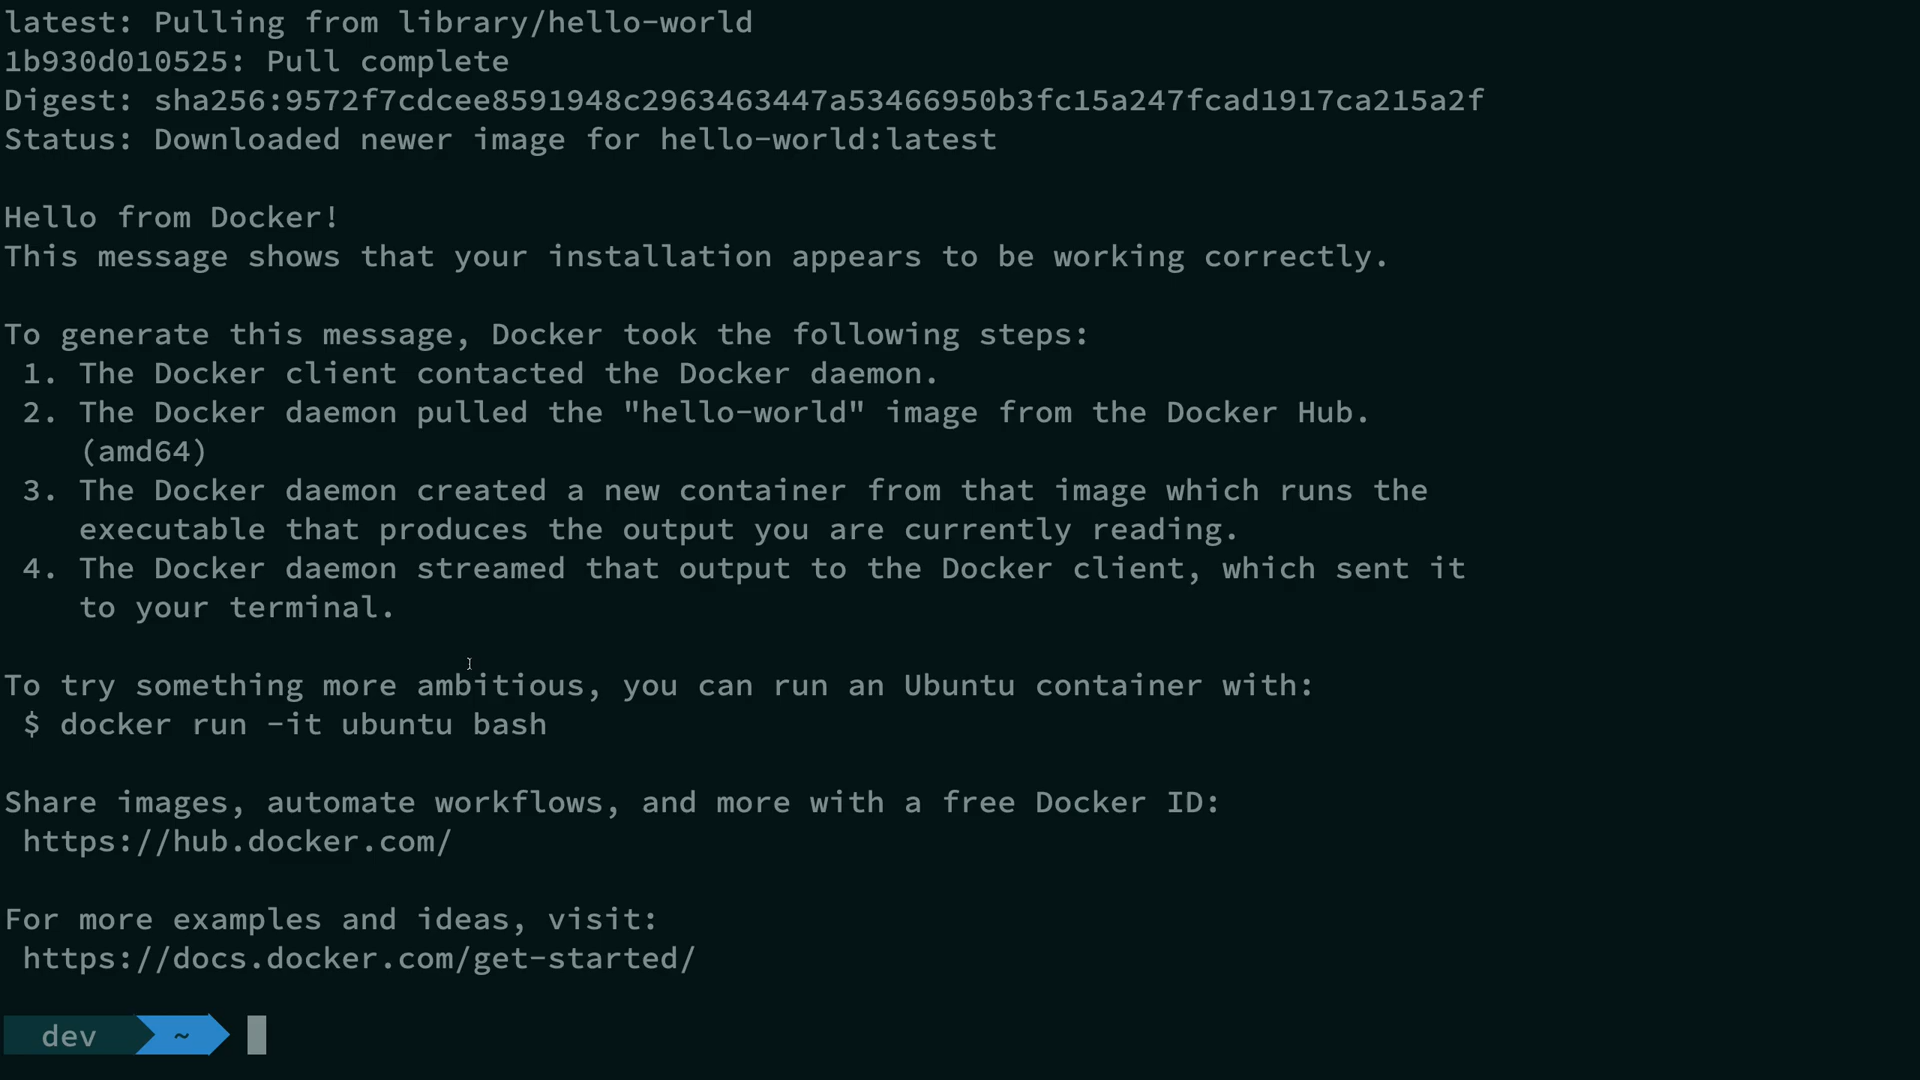 latest: Pulling from library/hello-world
1b930d010525: Pull complete
Digest: sha256:9572f7cdcee8591948c2963463447a53466950b3fc15a247fcad1917ca215a2f
Status: Downloaded newer image for hello-world:latest

Hello from Docker!
This message shows that your installation appears to be working correctly.

To generate this message, Docker took the following steps:
 1. The Docker client contacted the Docker daemon.
 2. The Docker daemon pulled the "hello-world" image from the Docker Hub.
    (amd64)
 3. The Docker daemon created a new container from that image which runs the
    executable that produces the output you are currently reading.
 4. The Docker daemon streamed that output to the Docker client, which sent it
    to your terminal.

To try something more ambitious, you can run an Ubuntu container with:
 $ docker run -it ubuntu bash

Share images, automate workflows, and more with a free Docker ID:
 https://hub.docker.com/

For more examples and ideas, visit:
 https://docs.docker.com/get-started/

dev ~